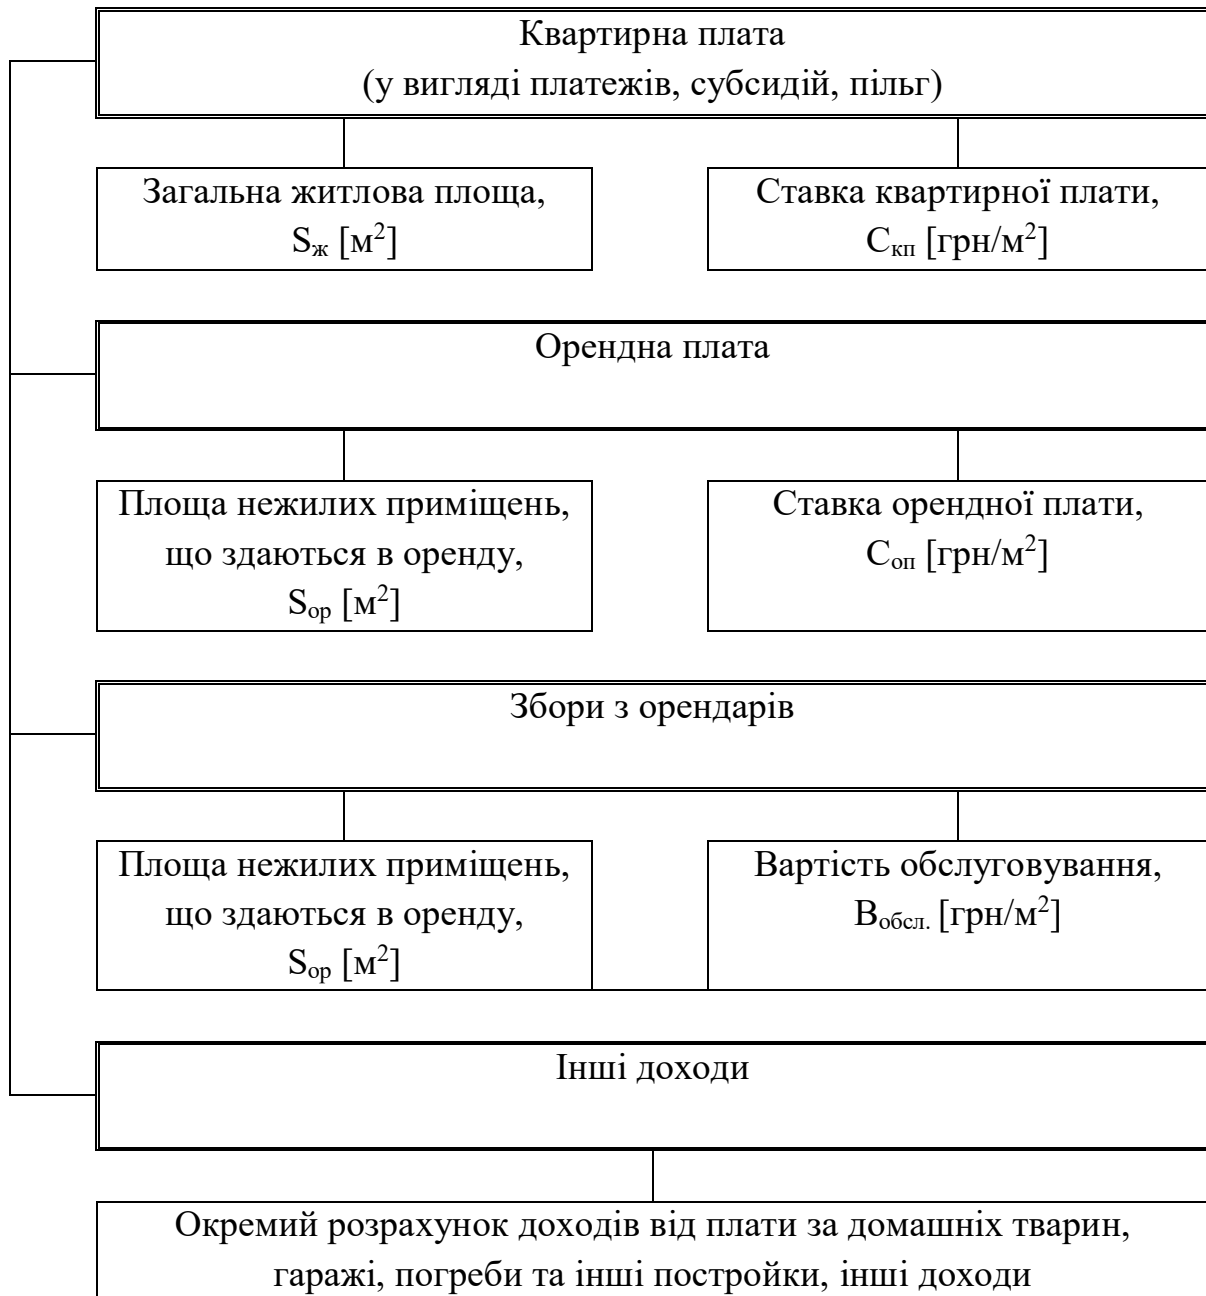 Квартирна плата
(у вигляді платежів, субсидій, пільг)
Загальна житлова площа,
Sж [м²]
Ставка квартирної плати,
Скп [грн/м²]
Орендна плата
Площа нежилих приміщень,
що здаються в оренду,
Sор [м²]
Ставка орендної плати,
Соп [грн/м²]
Збори з орендарів
Площа нежилих приміщень,
що здаються в оренду,
Sор [м²]
Вартість обслуговування,
Вобсл. [грн/м²]
Інші доходи
Окремий розрахунок доходів від плати за домашніх тварин,
гаражі, погреби та інші постройки, інші доходи